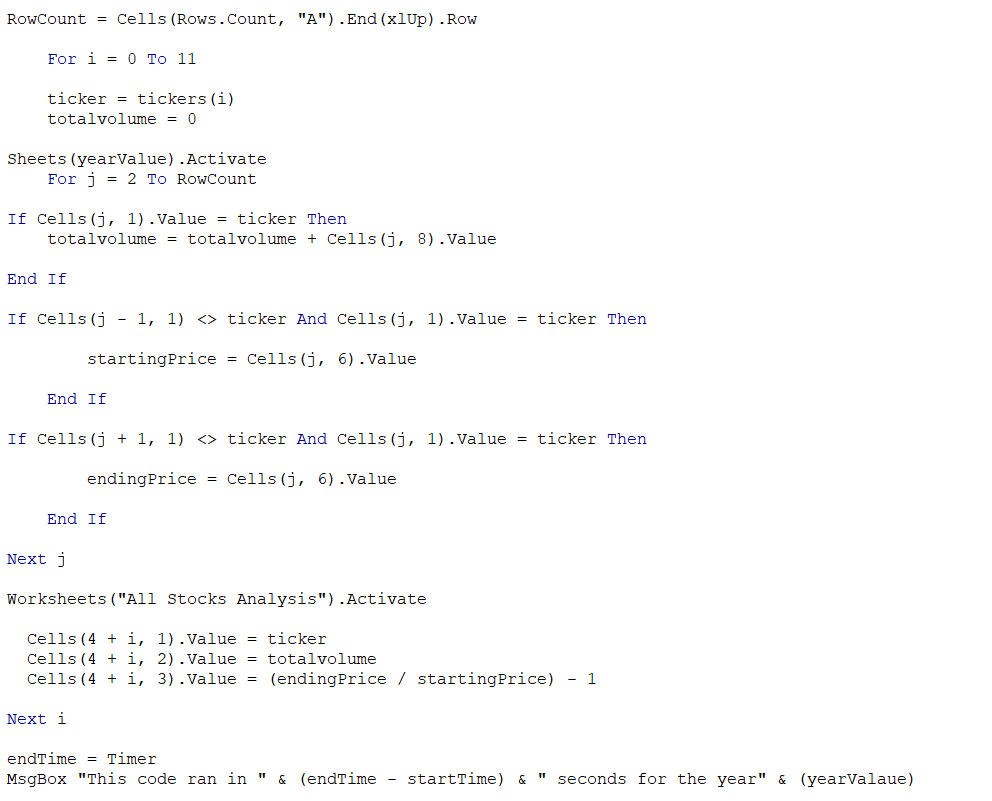 RowCount = Cells(Rows.Count, "A").End(xlUp).Row
For i = 0 To 11
ticker = tickers(i)
totalvolume = 0
Sheets(yearValue).Activate
For j = 2 To RowCount
If Cells(j, 1).Value = ticker Then
totalvolume = totalvolume + Cells(j, 8).Value
End If
If Cells(j - 1, 1) <> ticker And Cells(j, 1).Value = ticker Then
startingPrice = Cells(j, 6).Value
End If
If Cells(j + 1, 1) <> ticker And Cells(j, 1).Value = ticker Then
endingPrice = Cells(j, 6).Value
End If
Next j
Worksheets("All Stocks Analysis").Activate
Cells(4 + i, 1).Value = ticker
Cells(4 + i, 2).Value = totalvolume
Cells(4 + i, 3).Value = (endingPrice / startingPrice) - 1
Next i
endTime = Timer
MsgBox "This code ran in " & (endTime - startTime) & " seconds for the year" & (yearValaue)